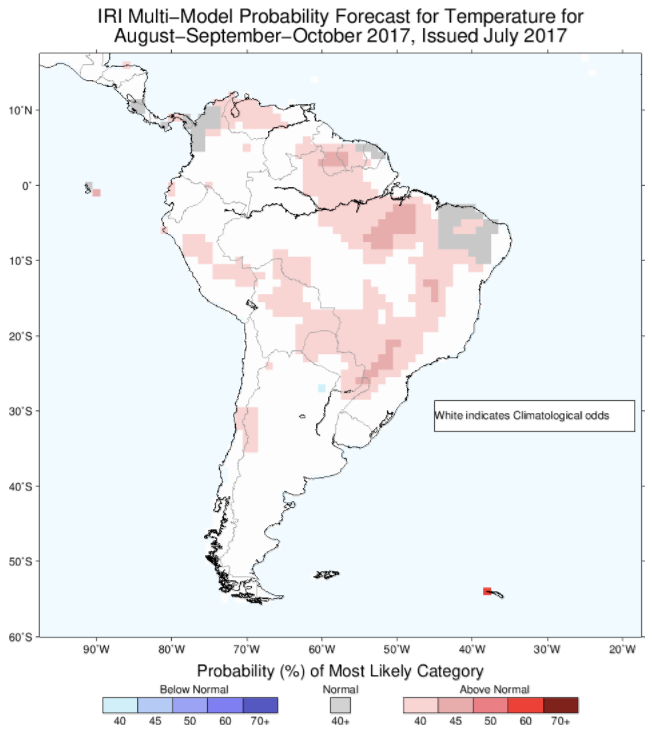 IRI Multi-Model Probability Forecast for Temperature for
August-September-October 2017, Issued July 2017
10˚N
0˚
10˚S
20˚S
30˚S
White indicates Climatological odds
40˚S
50˚S
60˚S
90˚W 80˚W 70˚W 60˚W 50˚W 40˚W 30˚W 20˚W
Probability (%) of Most Likely Category
Below Normal Normal Above Normal
40 45 50 60 70+ 40+ 40 45 50 60 70+